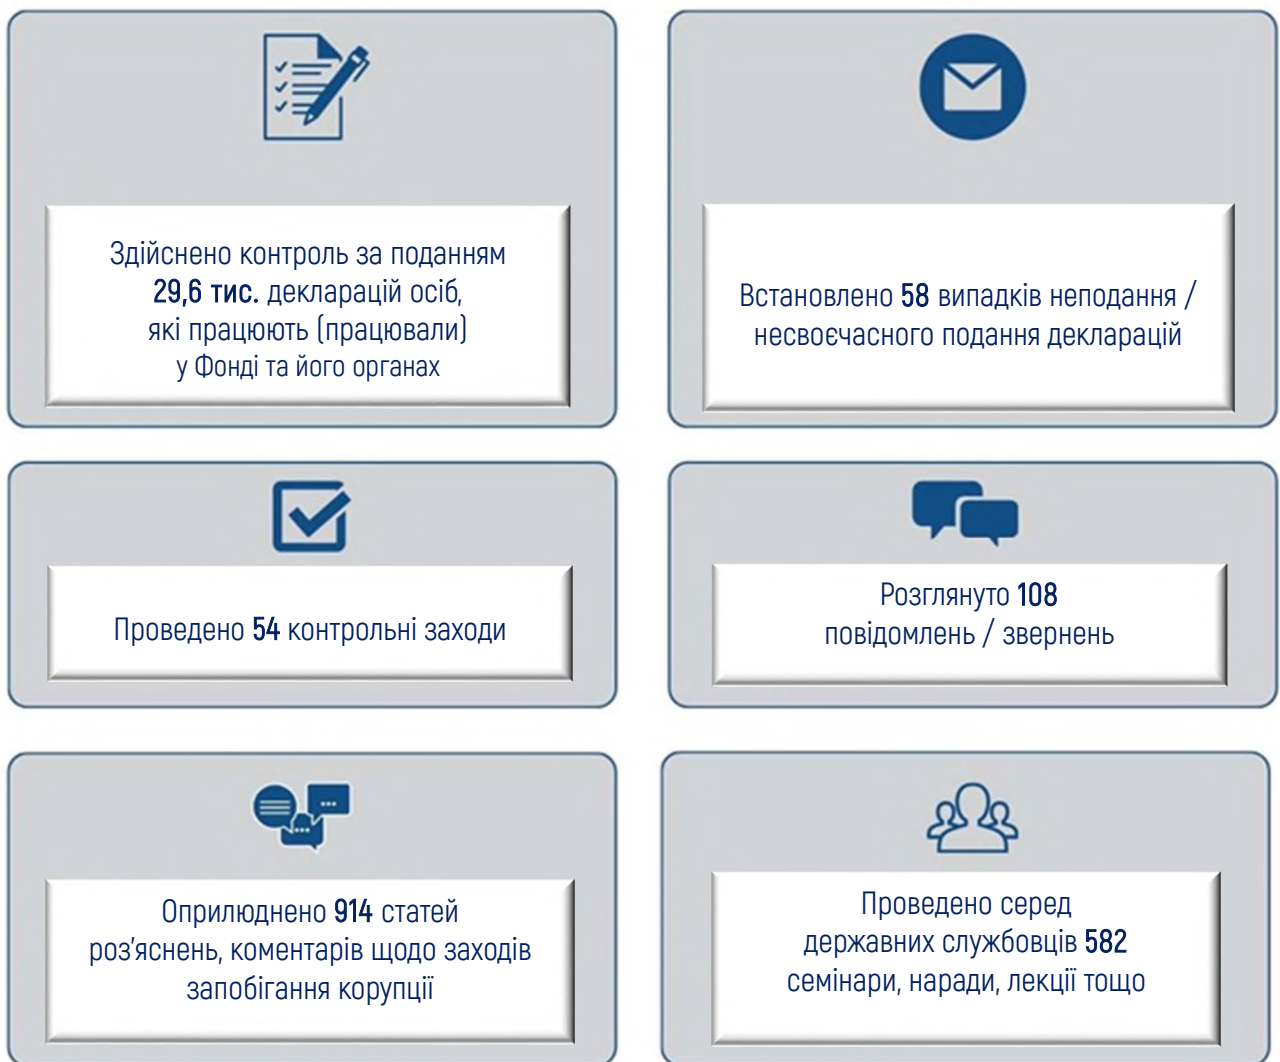 Здійснено контроль за поданням
29,6 тис. декларацій осіб,
які працюють (працювали)
у Фонді та його органах
Встановлено 58 випадків неподання /
несвоєчасного подання декларацій
Проведено 54 контрольні заходи
Розглянуто 108
повідомлень / звернень
Оприлюднено 914 статей
роз'яснень, коментарів щодо заходів
запобігання корупції
Проведено серед
державних службовців 582
семінари, наради, лекції тощо